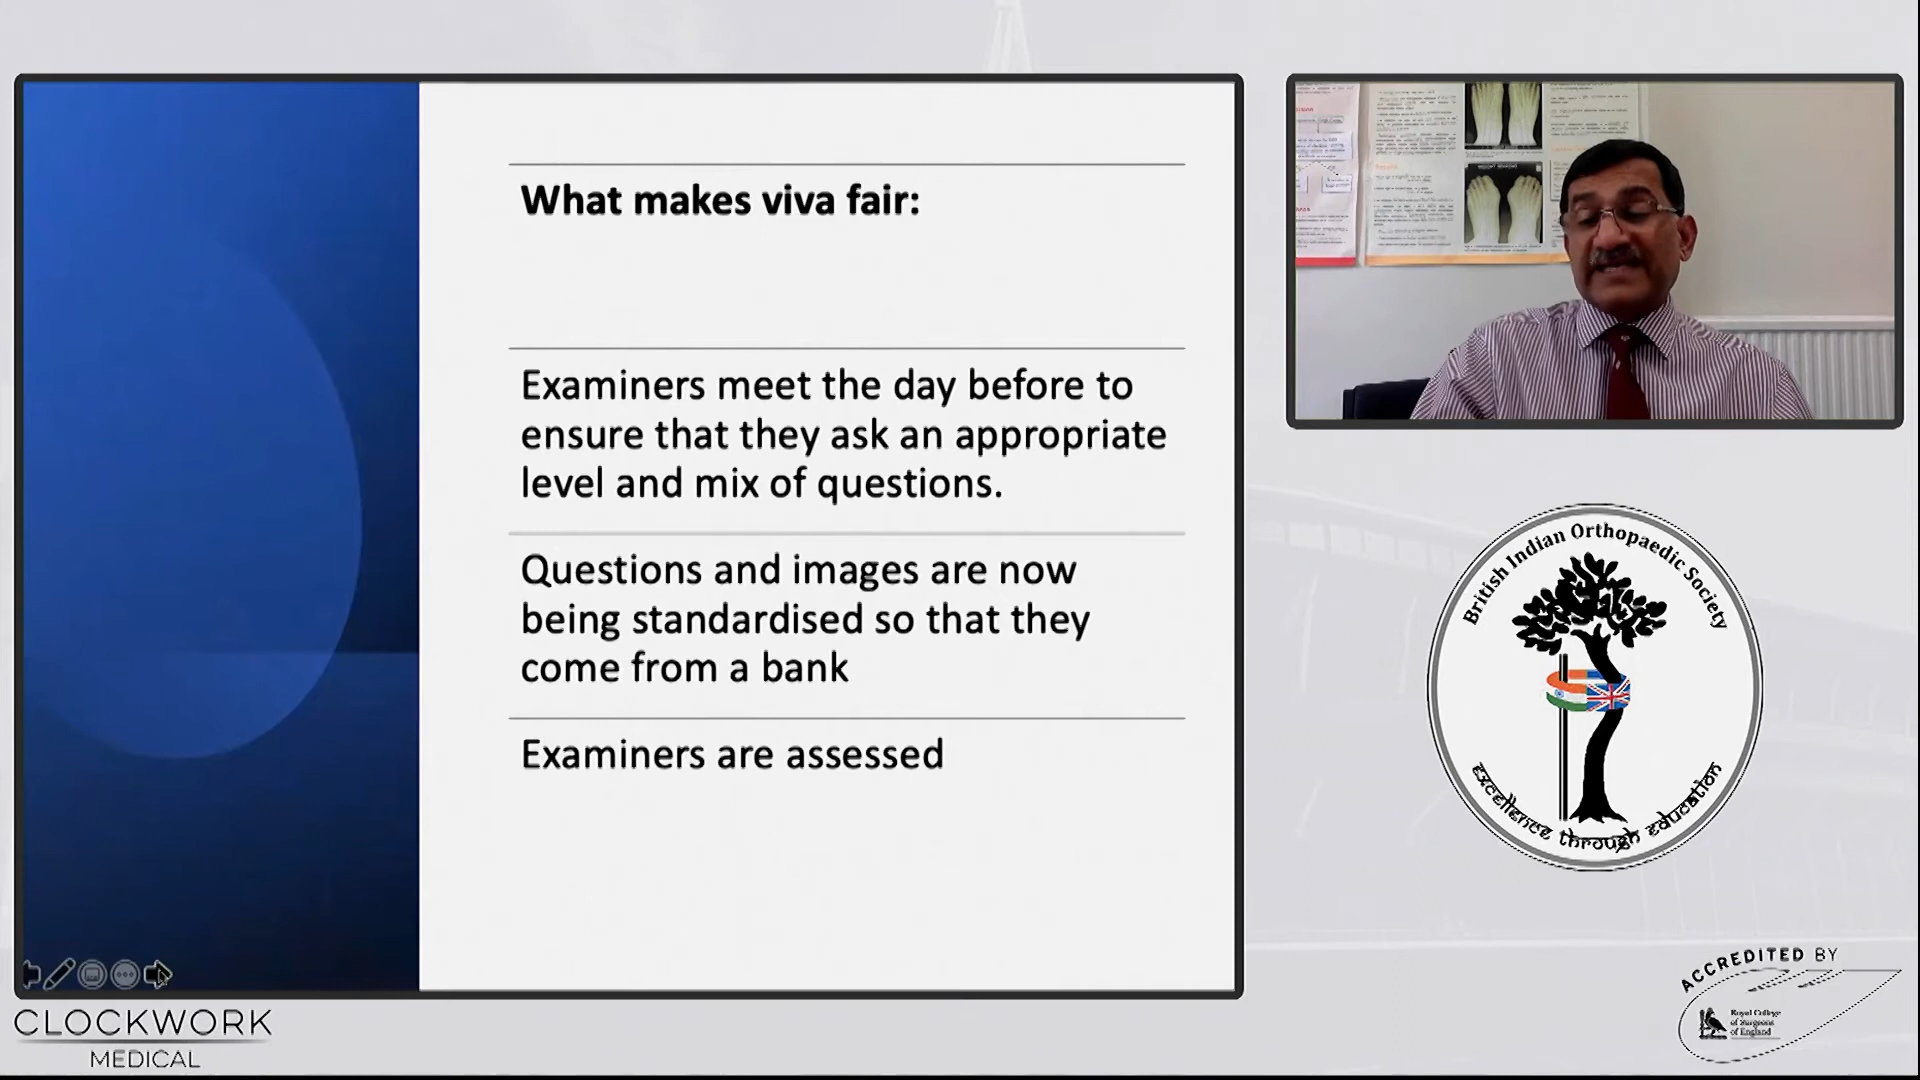 What makes viva fair:
Examiners meet the day before to
ensure that they ask an appropriate
level and mix of questions.
Questions and images are now
being standardised so that they
come from a bank
Examiners are assessed
British Indian Orthopaedic Society
Excellence through Education
CLOCKWORK
MEDICAL
ACCREDITED BY
Royal College
of Surgeons
of England